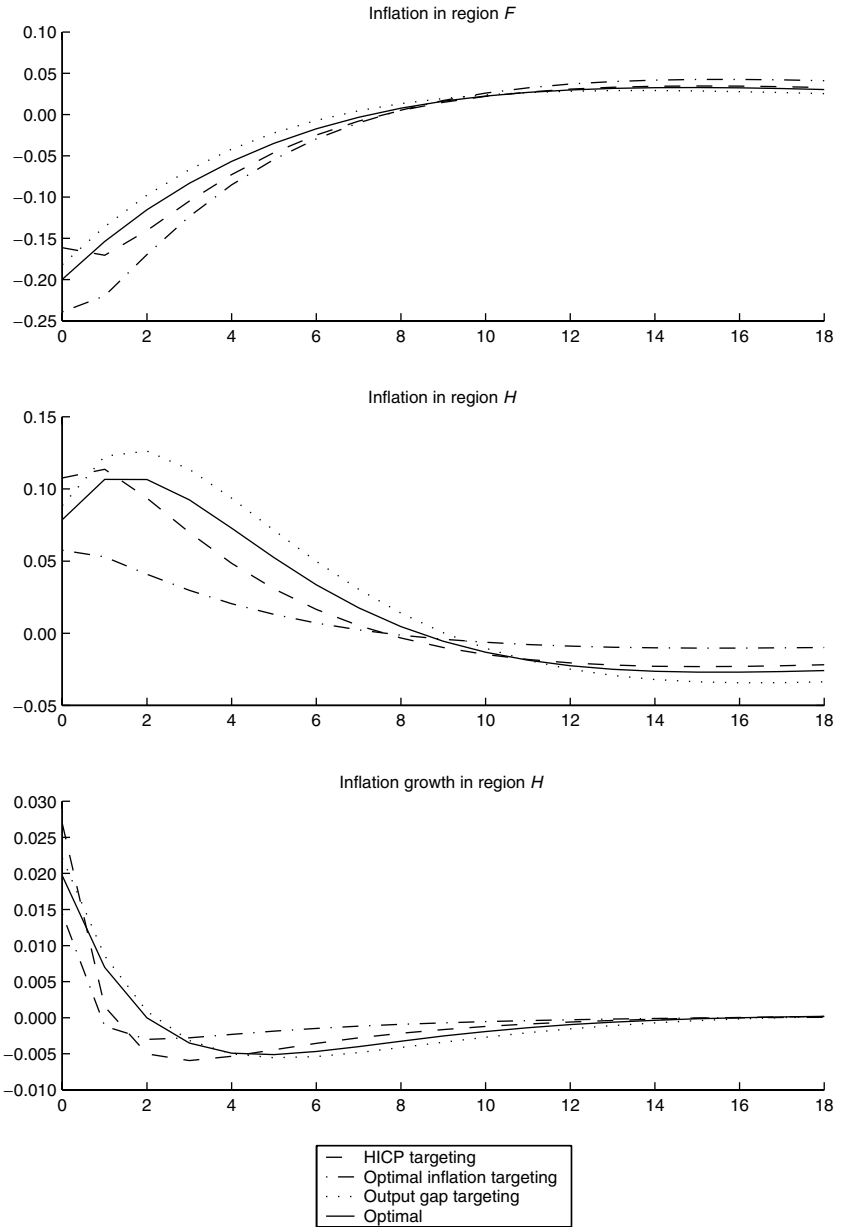 Inflation in region F
0.10
0.05
0.00
−0.05
−0.10
−0.15
−0.20
−0.25
0 2 4 6 8 10 12 14 16 18
Inflation in region H
0.15
0.10
0.05
0.00
−0.05
0 2 4 6 8 10 12 14 16 18
Inflation growth in region H
0.030
0.025
0.020
0.015
0.010
0.005
0.000
−0.005
−0.010
0 2 4 6 8 10 12 14 16 18
HICP targeting
Optimal inflation targeting
Output gap targeting
Optimal